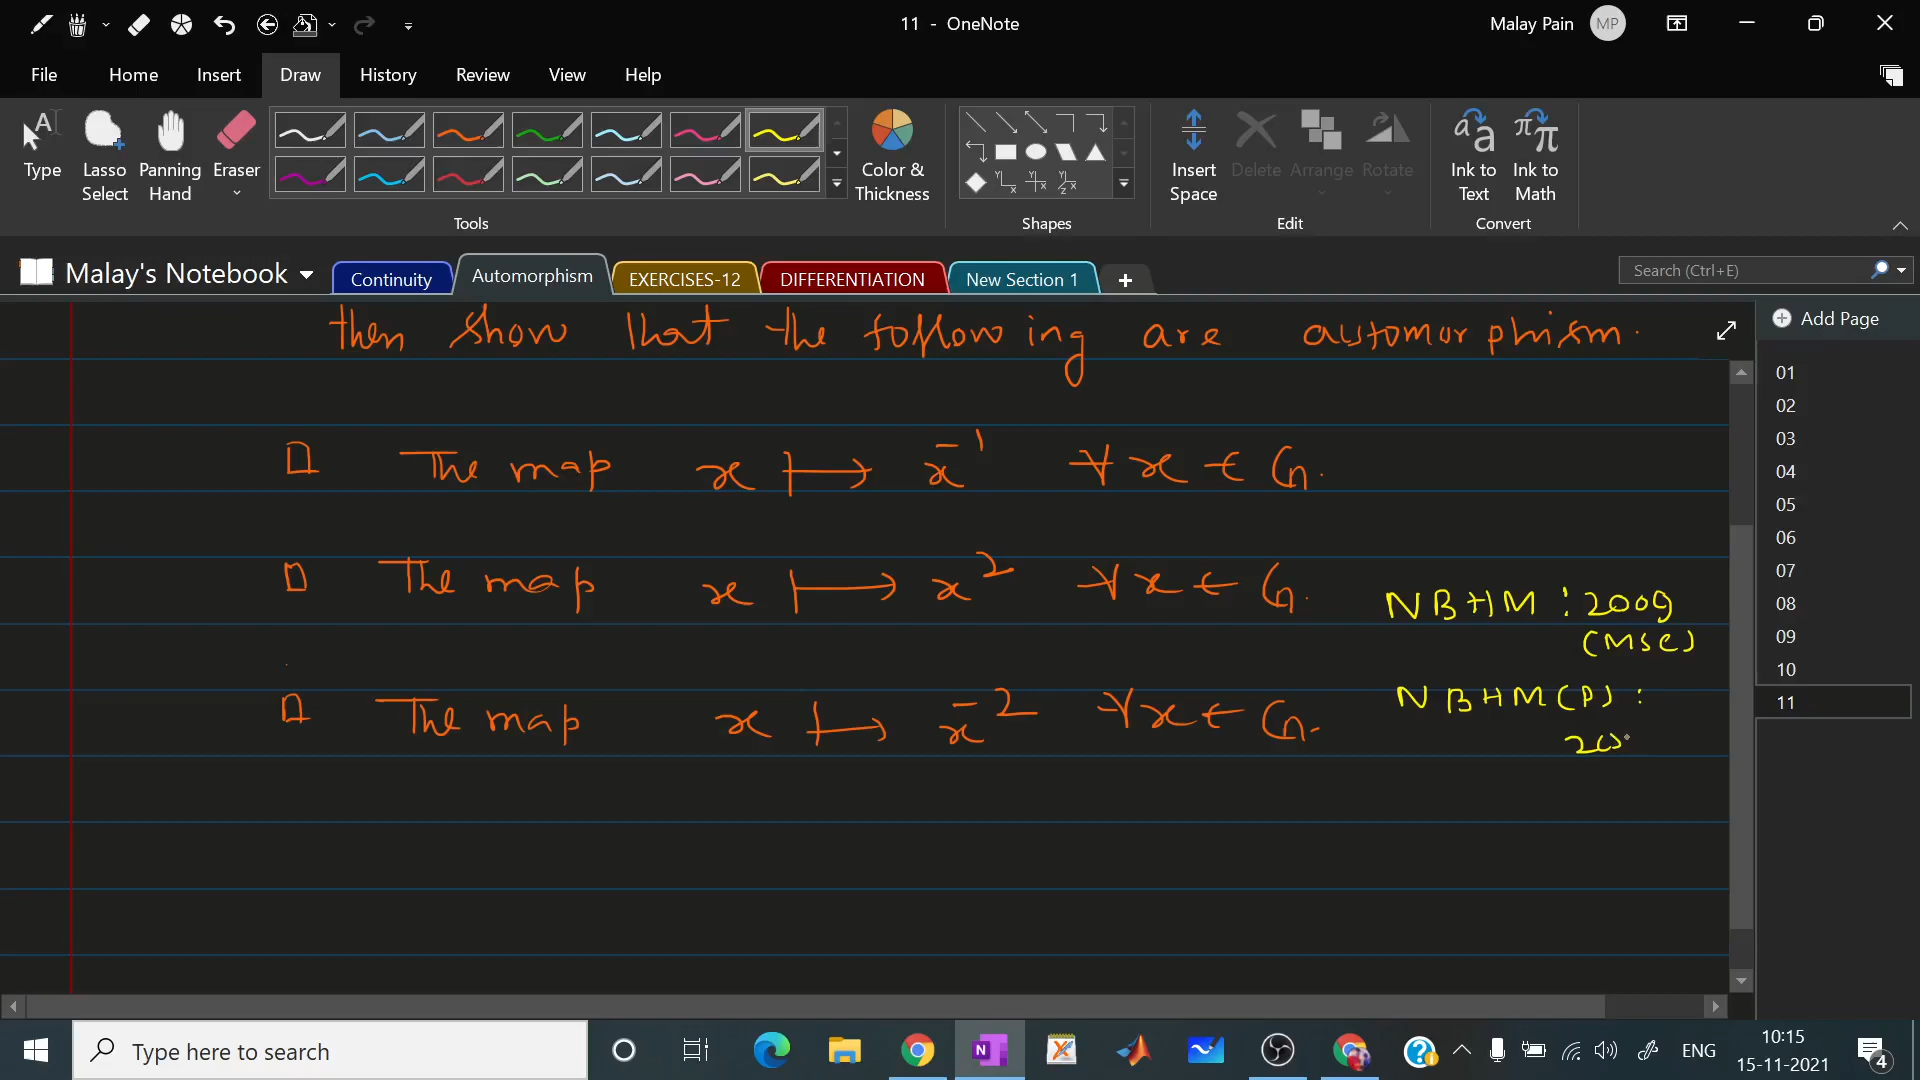 11 - OneNote
Malay Pain MP
File Home Insert Draw History Review View Help
Type
Lasso Select
Panning Hand
Eraser
Color & Thickness
Insert Space
Delete Arrange Rotate
Ink to Text
Ink to Math
Tools Shapes Edit Convert
Malay's Notebook Continuity Automorphism EXERCISES-12 DIFFERENTIATION New Section 1 + Search (Ctrl+E)
Add Page
then show that the following are automorphism.
The map x ↦ x⁻¹ ∀ x ∈ G.
The map x ↦ x² ∀ x ∈ G.
NBHM : 2009
(MSC)
The map x ↦ x⁻² ∀ x ∈ G.
NBHM(P) :
01
02
03
04
05
06
07
08
09
10
11
Type here to search
ENG
10:15
15-11-2021
4